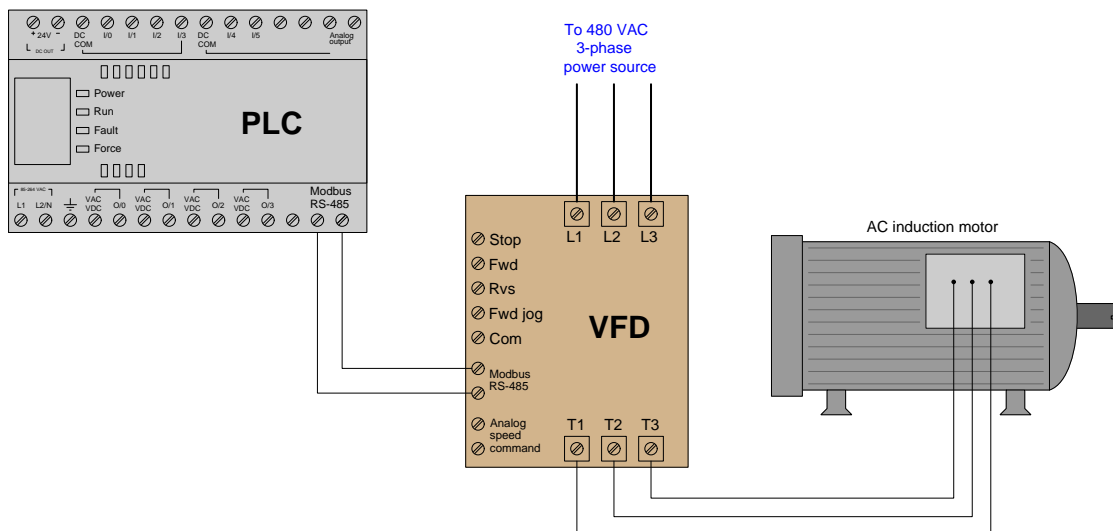 + 24V -
DC OUT
DC
COM
I/0
I/1
I/2
I/3
DC
COM
I/4
I/5
Analog
output
Power
Run
Fault
Force
PLC
85-264 VAC
L1
L2/N
VAC
VDC
O/0
VAC
VDC
O/1
VAC
VDC
O/2
VAC
VDC
O/3
Modbus
RS-485
To 480 VAC
3-phase
power source
L1
L2
L3
Stop
Fwd
Rvs
Fwd jog
Com
Modbus
RS-485
Analog
speed
command
VFD
T1
T2
T3
AC induction motor